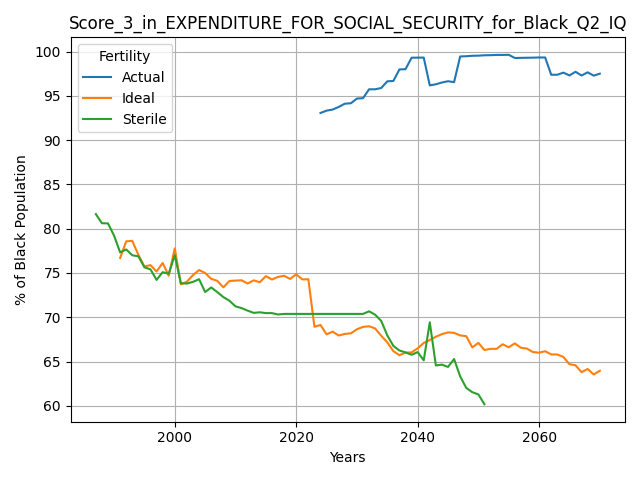 Score_3_in_EXPENDITURE_FOR_SOCIAL_SECURITY_for_Black_Q2_IQ
Fertility
Actual
Ideal
Sterile
% of Black Population
100
95
90
85
80
75
70
65
60
2000
2020
2040
2060
Years